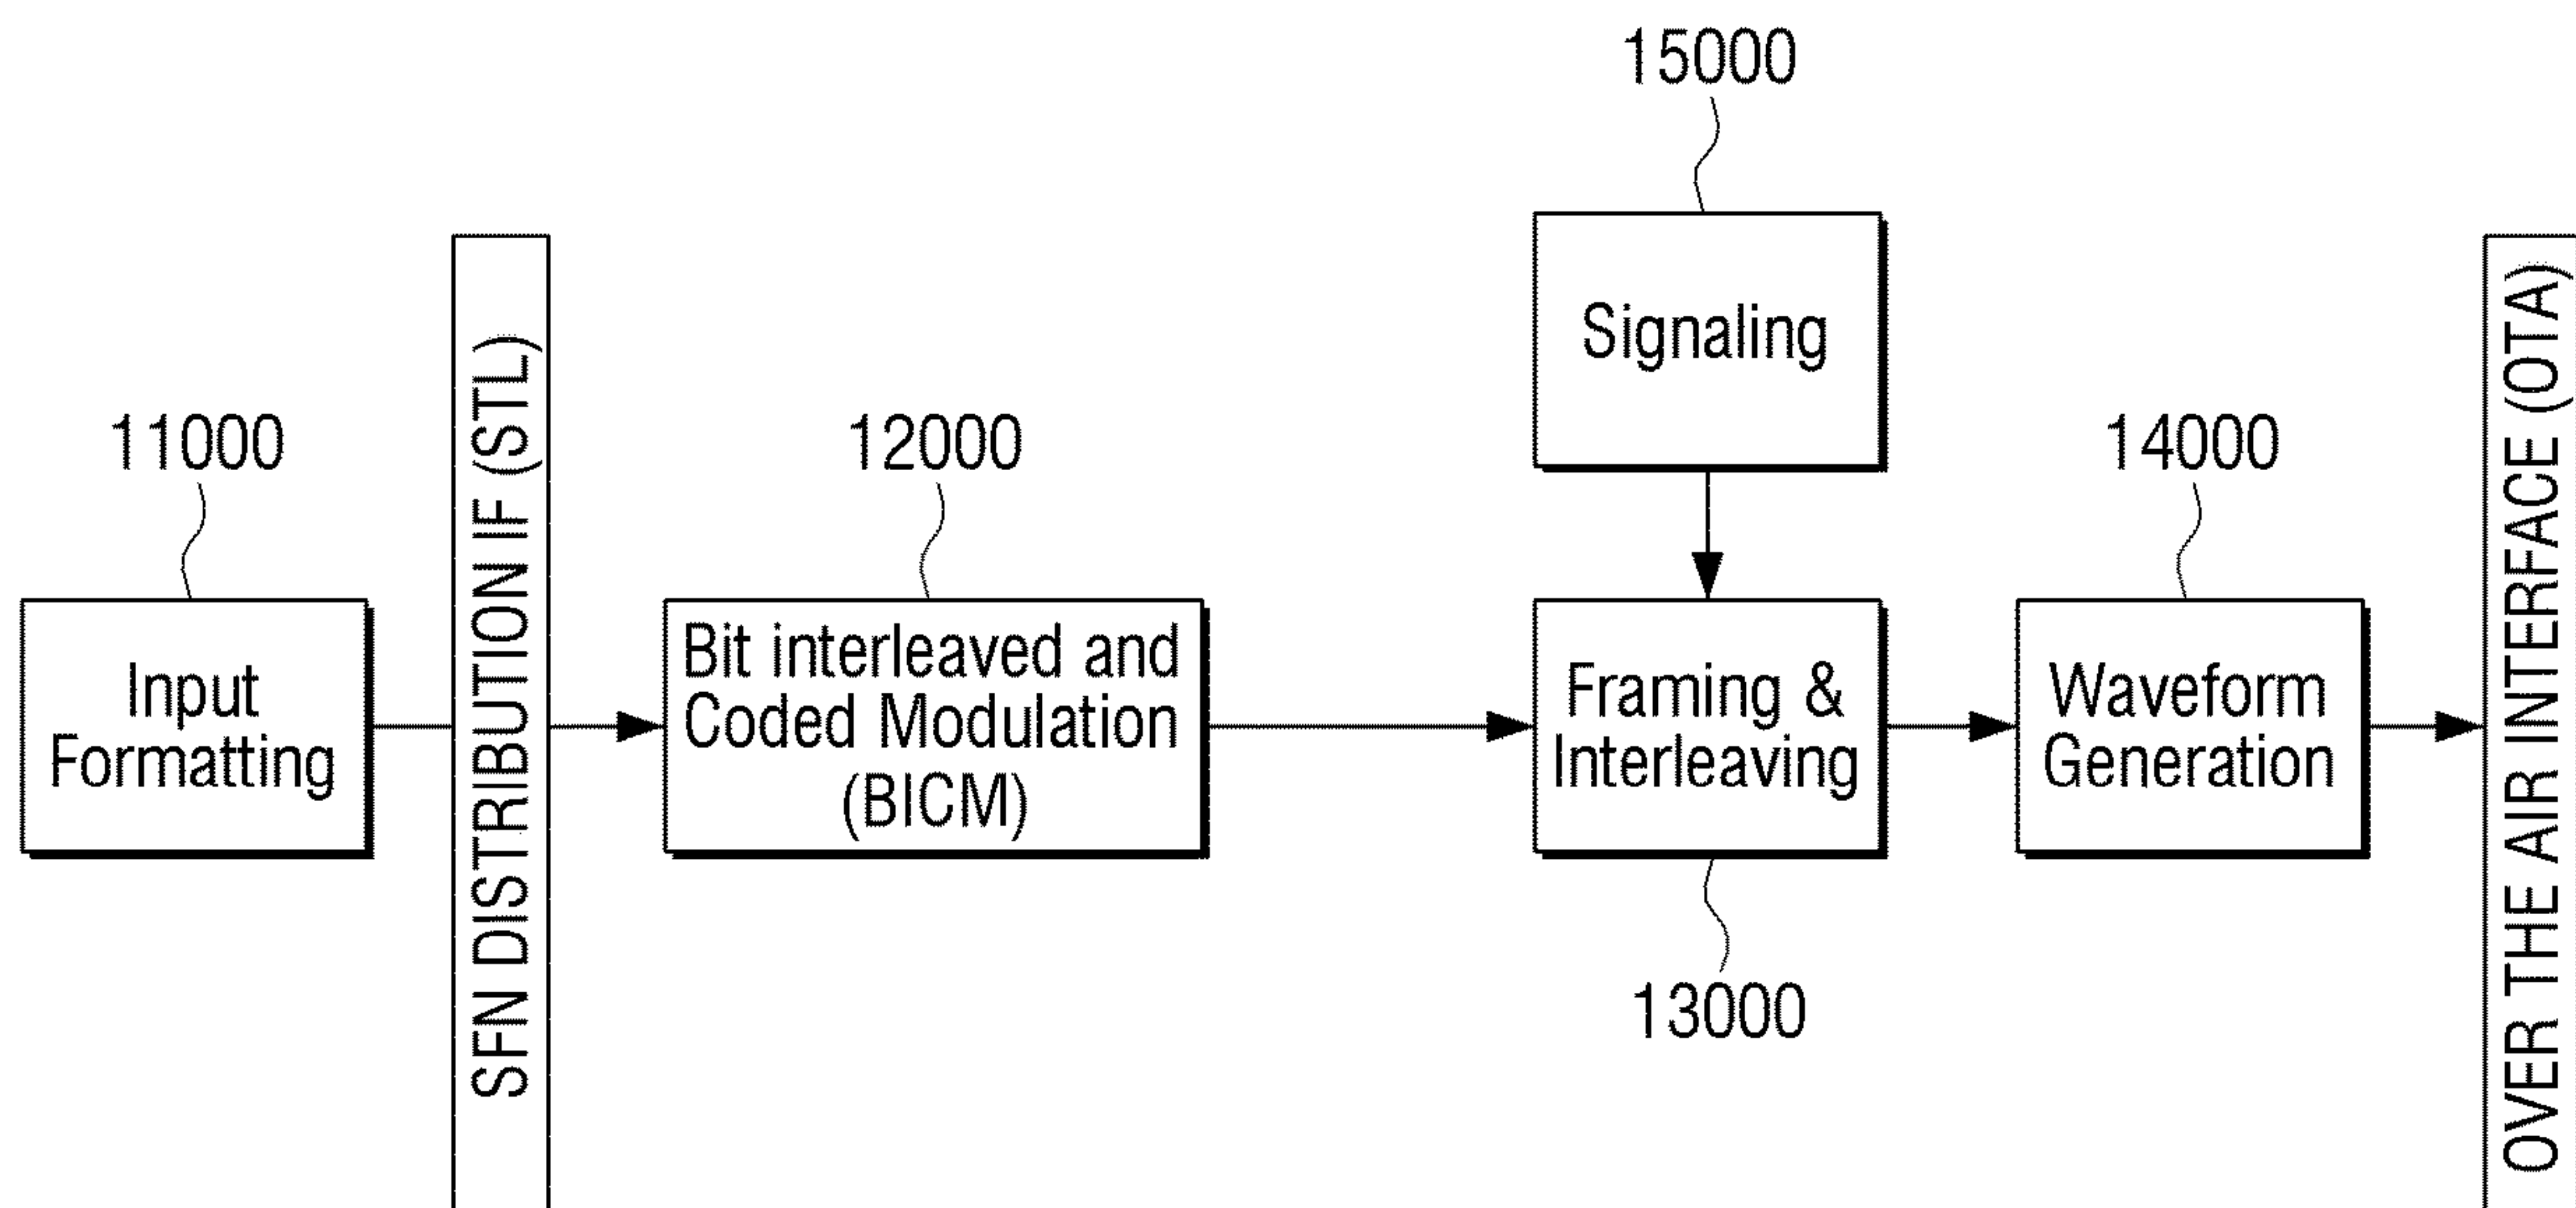 15000
Signaling
11000
SFN DISTRIBUTION IF (STL)
12000
14000
OVER THE AIR INTERFACE (OTA)
Input
Formatting
Bit interleaved and
Coded Modulation
(BICM)
Framing &
Interleaving
Waveform
Generation
13000